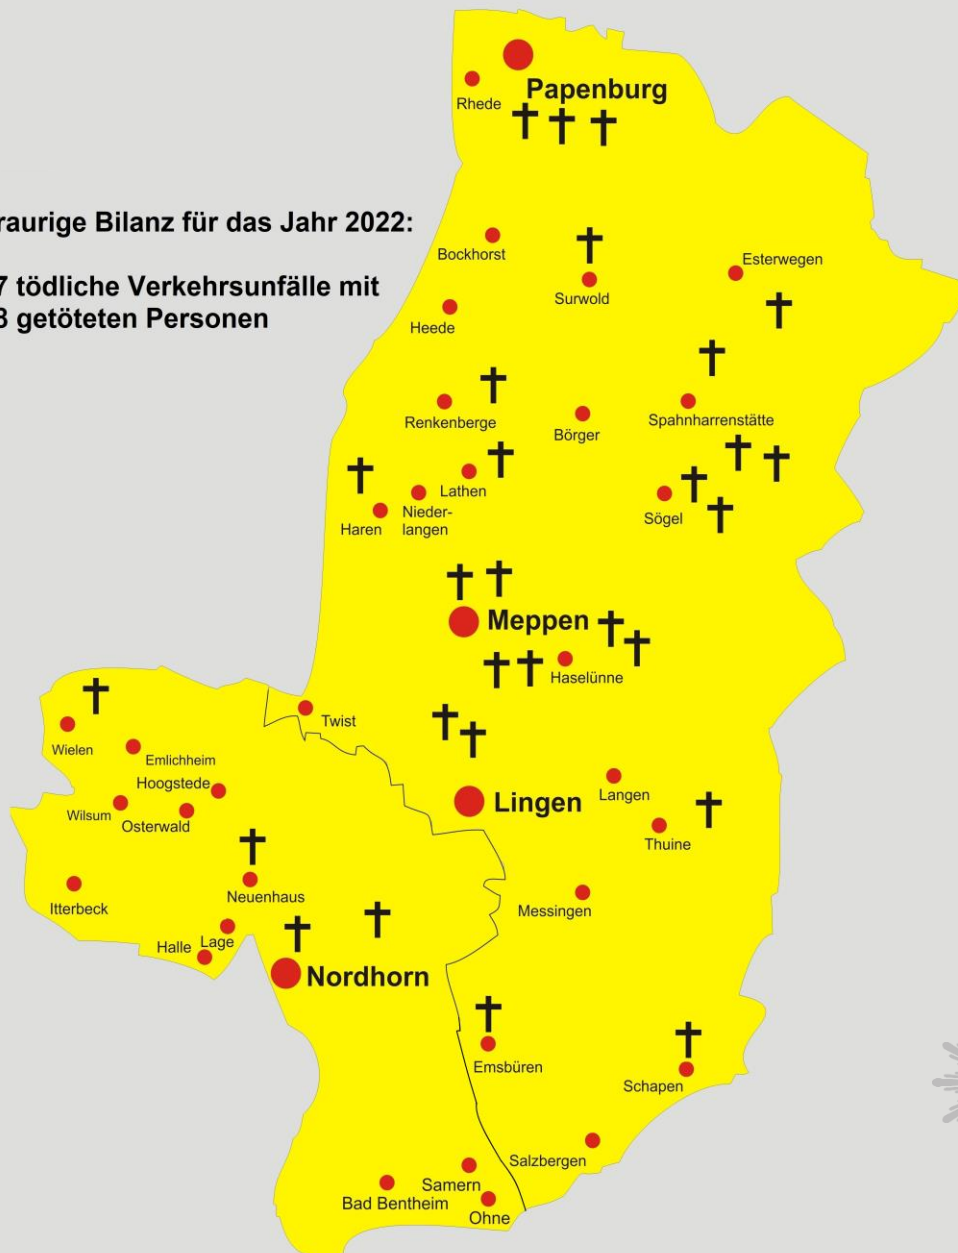 Papenburg
Rhede
raurige Bilanz für das Jahr 2022:
7 tödliche Verkehrsunfälle mit
8 getöteten Personen
Bockhorst
Surwold
Esterwegen
Heede
Renkenberge
Börger
Spahnharrenstätte
Lathen
Haren
Nieder-
langen
Sögel
Meppen
Haselünne
Twist
Wielen
Emlichheim
Hoogstede
Wilsum
Osterwald
Lingen
Langen
Thuine
Itterbeck
Neuenhaus
Messingen
Halle
Lage
Nordhorn
Emsbüren
Schapen
Salzbergen
Samern
Bad Bentheim
Ohne